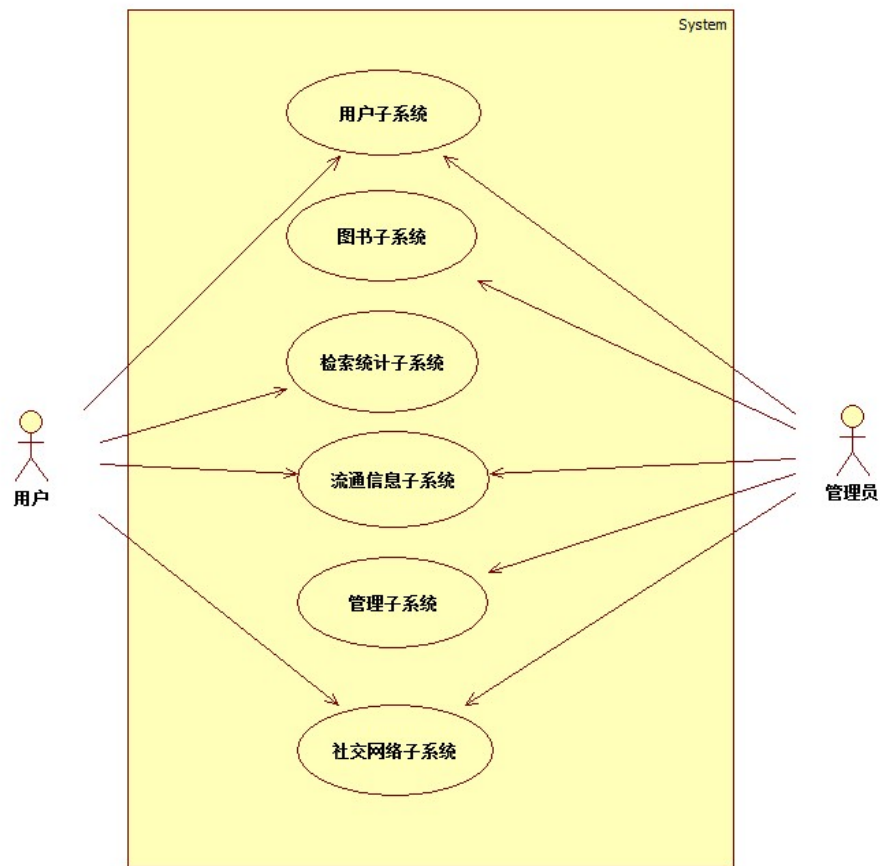 System
用户子系统
图书子系统
检索统计子系统
流通信息子系统
用户
管理员
管理子系统
社交网络子系统